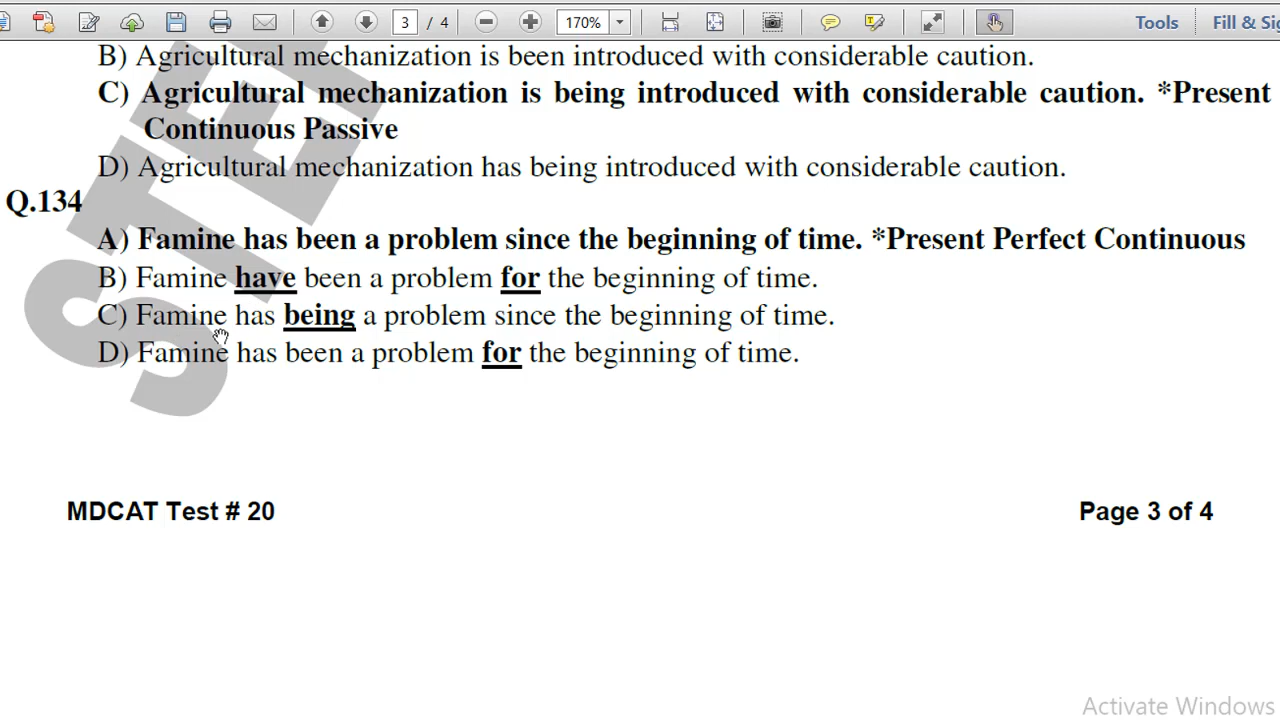 3 / 4
170%
Tools
Fill & Sig
B) Agricultural mechanization is been introduced with considerable caution.
C) Agricultural mechanization is being introduced with considerable caution. *Present
Continuous Passive
D) Agricultural mechanization has being introduced with considerable caution.
Q.134
A) Famine has been a problem since the beginning of time. *Present Perfect Continuous
B) Famine have been a problem for the beginning of time.
C) Famine has being a problem since the beginning of time.
D) Famine has been a problem for the beginning of time.
MDCAT Test # 20
Page 3 of 4
Activate Windows